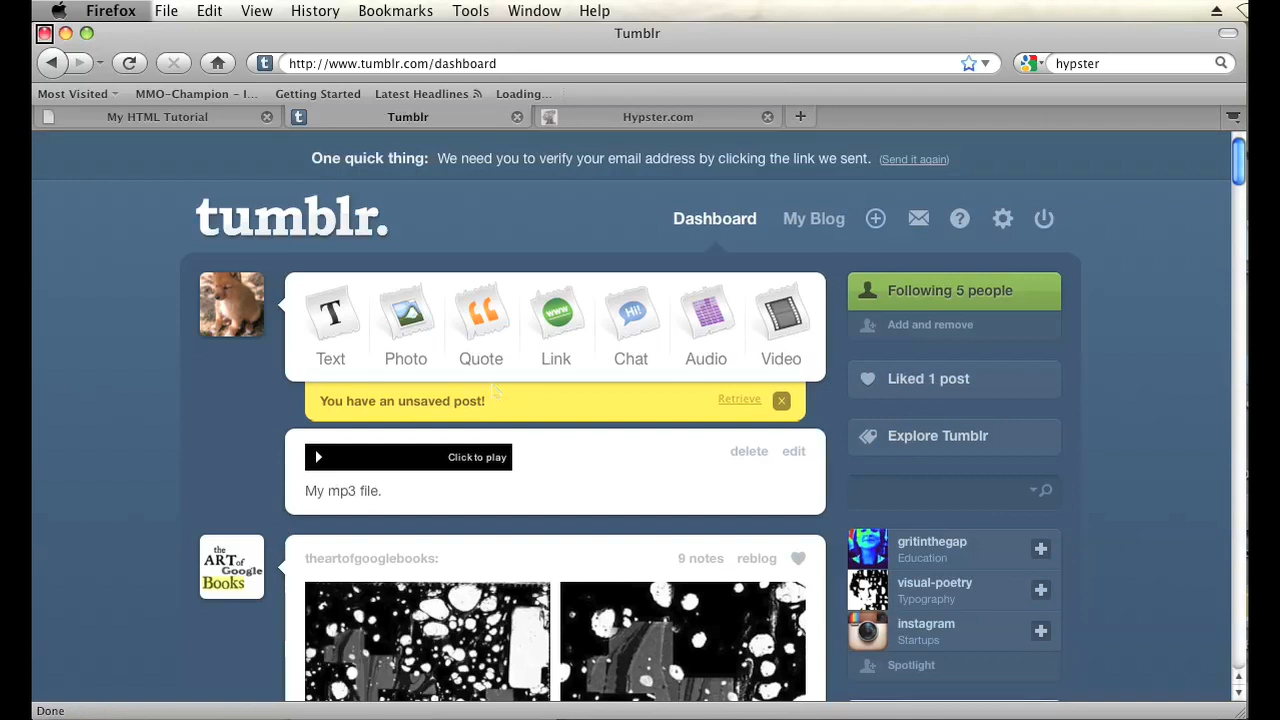 Firefox File Edit View History Bookmarks Tools Window Help
Tumblr
http://www.tumblr.com/dashboard
hypster
Most Visited MMO-Champion - I... Getting Started Latest Headlines Loading...
My HTML Tutorial Tumblr Hypster.com
One quick thing: We need you to verify your email address by clicking the link we sent. (Send it again)
tumblr.
Dashboard My Blog
Text Photo Quote Link Chat Audio Video
T
www
Hi!
You have an unsaved post! Retrieve
Click to play
delete edit
My mp3 file.
the
ART of
Google
Books
theartofgooglebooks: 9 notes reblog
Following 5 people
Add and remove
Liked 1 post
Explore Tumblr
gritinthegap
Education
visual-poetry
Typography
instagram
Startups
Spotlight
Done